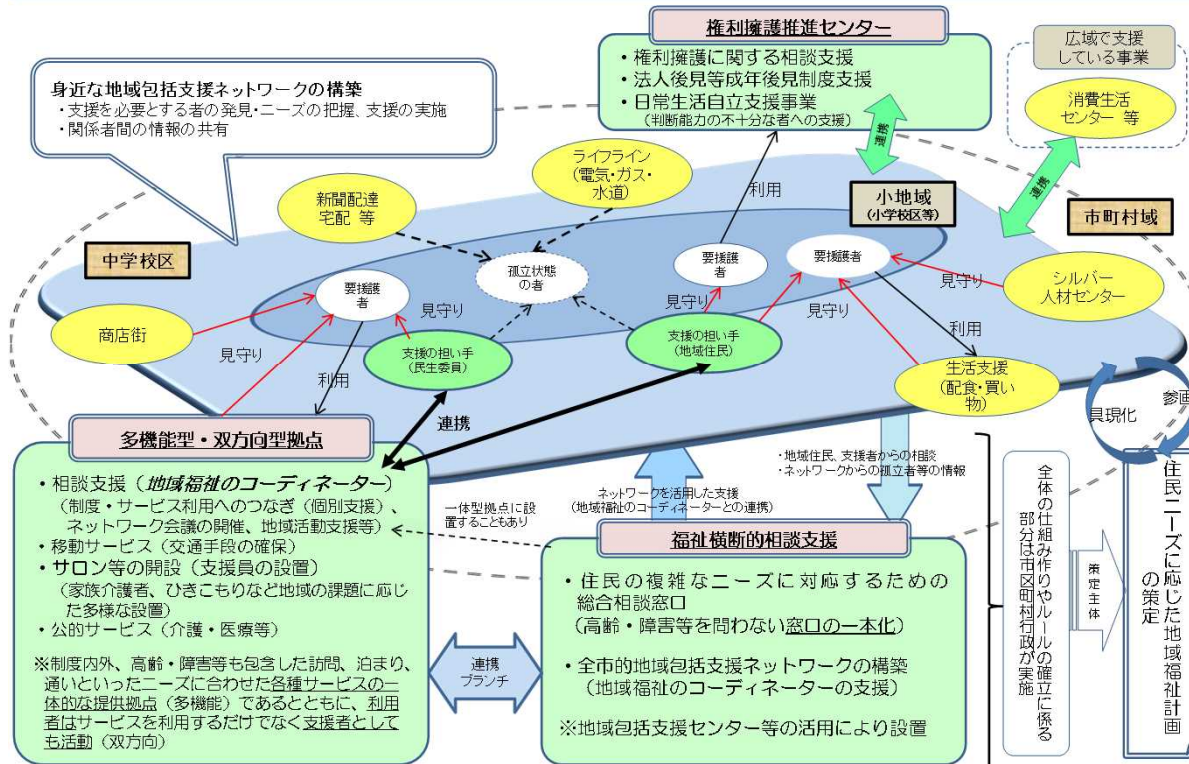 権利擁護推進センター
・権利擁護に関する相談支援
・法人後見等成年後見制度支援
・日常生活自立支援事業
(判断能力の不十分な者への支援)
広域で支援
している事業
消費生活
センター 等
連携
連携
身近な地域包括支援ネットワークの構築
・支援を必要とする者の発見・ニーズの把握、支援の実施
・関係者間の情報の共有
ライフライン
(電気・ガス・
水道)
新聞配達
宅配 等
利用
小地域
(小学校区等)
市町村域
中学校区
要援護
者
孤立状態
の者
要援護
者
要援護者
シルバー
人材センター
見守り
見守り
見守り
見守り
見守り
商店街
支援の担い手
(民生委員)
支援の担い手
(地域住民)
利用
利用
生活支援
(配食・買い
物)
参画
具現化
連携
多機能型・双方向型拠点
・相談支援（地域福祉のコーディネーター）
（制度・サービス利用へのつなぎ（個別支援）、
ネットワーク会議の開催、地域活動支援等）
・移動サービス（交通手段の確保）
・サロン等の開設（支援員の設置）
（家族介護者、ひきこもりなど地域の課題に応じ
た多様な設置）
・公的サービス（介護・医療等）
※制度内外、高齢・障害等も包含した訪問、泊まり、
通いといったニーズに合わせた各種サービスの一
体的な提供拠点（多機能）であるとともに、利用
者はサービスを利用するだけでなく支援者として
も活動（双方向）
一体型拠点に設
置することもあり
ネットワークを活用した支援
(地域福祉のコーディネーターとの連携)
・地域住民、支援者からの相談
・ネットワークからの孤立者等の情報
福祉横断的相談支援
・住民の複雑なニーズに対応するための
総合相談窓口
(高齢・障害等を問わない窓口の一本化)
・全市的地域包括支援ネットワークの構築
（地域福祉のコーディネーターの支援）
※地域包括支援センター等の活用により設置
連携
ブランチ
全体の仕組み作りやルールの確立に係る
部分は市区町村行政が実施
策定主体
住民ニーズに応じた地域福祉計画
の策定